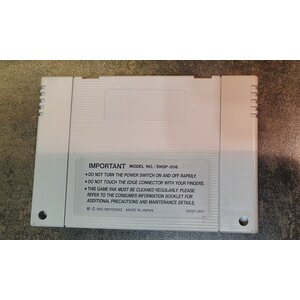 IMPORTANT MODEL NO.: SNSP-006
• DO NOT TURN THE POWER SWITCH ON AND OFF RAPIDLY.
• DO NOT TOUCH THE EDGE CONNECTOR WITH YOUR FINGERS.
• THIS GAME PAK MUST BE CLEANED REGULARLY. PLEASE
REFER TO THE CONSUMER INFORMATION BOOKLET FOR
ADDITIONAL PRECAUTIONS AND MAINTENANCE DETAILS.
NINTENDO MADE IN JAPAN